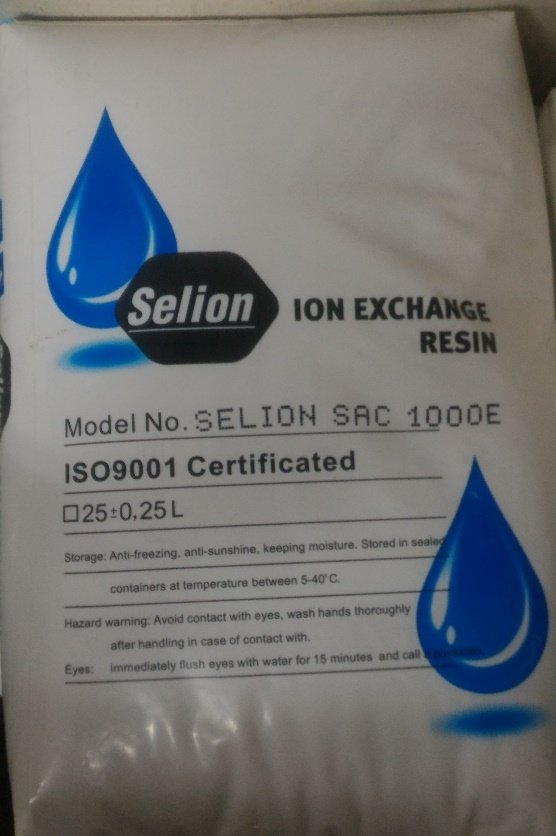 Selion
ION EXCHANGE
RESIN
Model No. SELION SAC 1000E
ISO9001 Certificated
□25±0,25L
Storage: Anti-freezing, anti-sunshine, keeping moisture. Stored in sealed
containers at temperature between 5-40°C.
Hazard warning: Avoid contact with eyes, wash hands thoroughly
after handling in case of contact with.
Eyes: Immediately flush eyes with water for 15 minutes and call a physician.